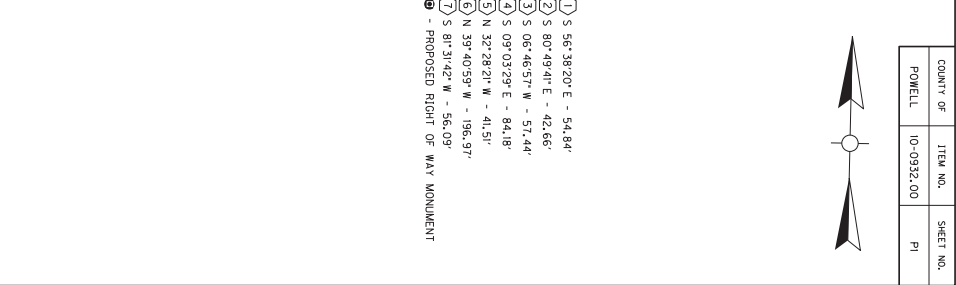 COUNTY OF ITEM NO. SHEET NO.
POWELL 10-0932.00 P1
1 S 56°38'20" E - 54.84'
2 S 80°49'41" E - 42.66'
3 S 06°46'57" W - 57.44'
4 S 09°03'29" E - 84.18'
5 N 32°28'21" W - 41.51'
6 N 39°40'59" W - 196.97'
7 S 81°31'42" W - 56.09'
- PROPOSED RIGHT OF WAY MONUMENT